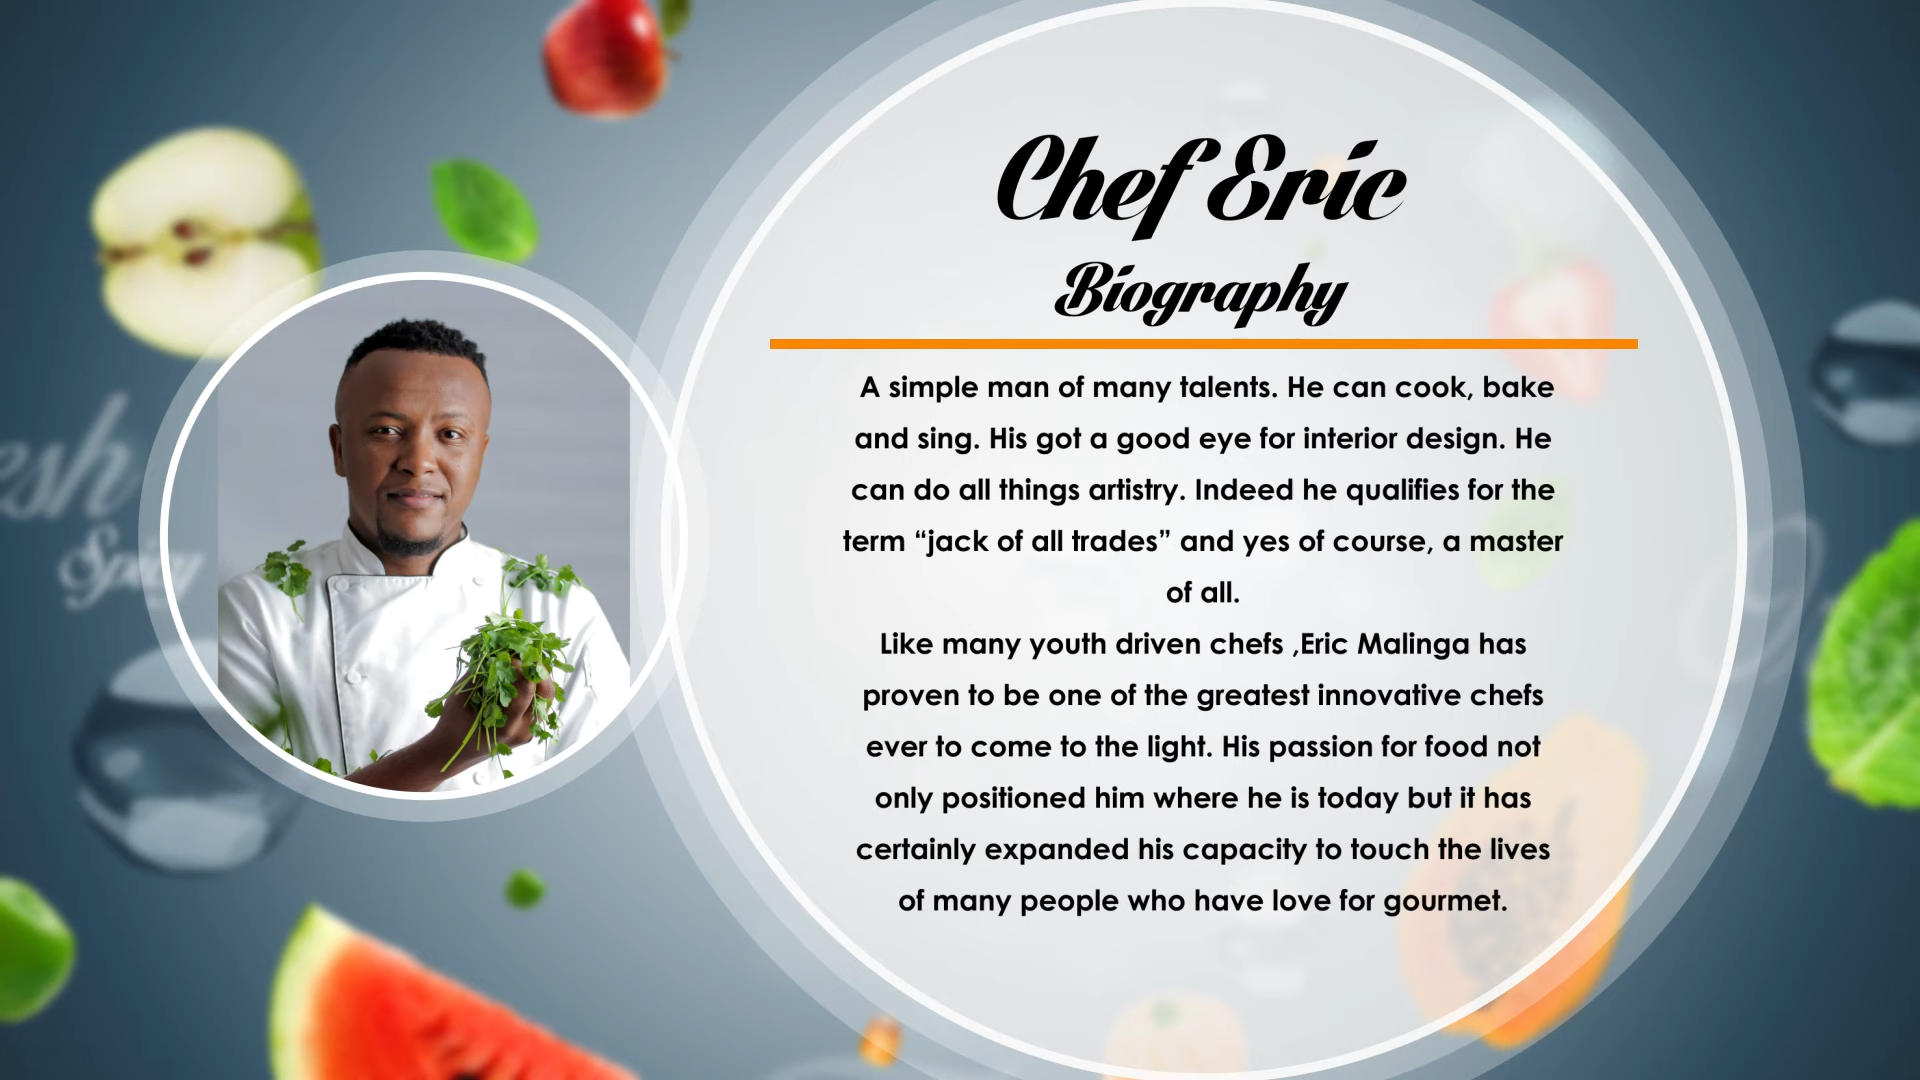 Chef Eric
Biography
A simple man of many talents. He can cook, bake
and sing. His got a good eye for interior design. He
can do all things artistry. Indeed he qualifies for the
term “jack of all trades” and yes of course, a master
of all.
Like many youth driven chefs ,Eric Malinga has
proven to be one of the greatest innovative chefs
ever to come to the light. His passion for food not
only positioned him where he is today but it has
certainly expanded his capacity to touch the lives
of many people who have love for gourmet.
esh
Spicy